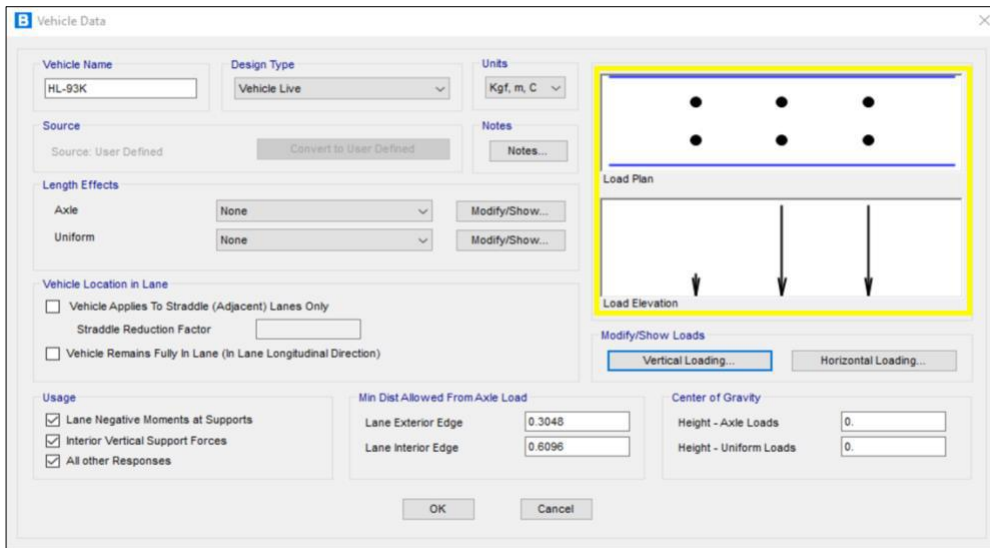 B Vehicle Data
Vehicle Name
HL-93K
Design Type
Vehicle Live
Units
Kgf, m, C
Source
Source: User Defined
Convert to User Defined
Notes
Notes...
Load Plan
Load Elevation
Length Effects
Axle
None
Modify/Show...
Uniform
None
Modify/Show...
Vehicle Location in Lane
Vehicle Applies To Straddle (Adjacent) Lanes Only
Straddle Reduction Factor
Vehicle Remains Fully In Lane (In Lane Longitudinal Direction)
Modify/Show Loads
Vertical Loading...
Horizontal Loading...
Usage
Lane Negative Moments at Supports
Interior Vertical Support Forces
All other Responses
Min Dist Allowed From Axle Load
Lane Exterior Edge
0.3048
Lane Interior Edge
0.6096
Center of Gravity
Height - Axle Loads
0.
Height - Uniform Loads
0.
OK
Cancel